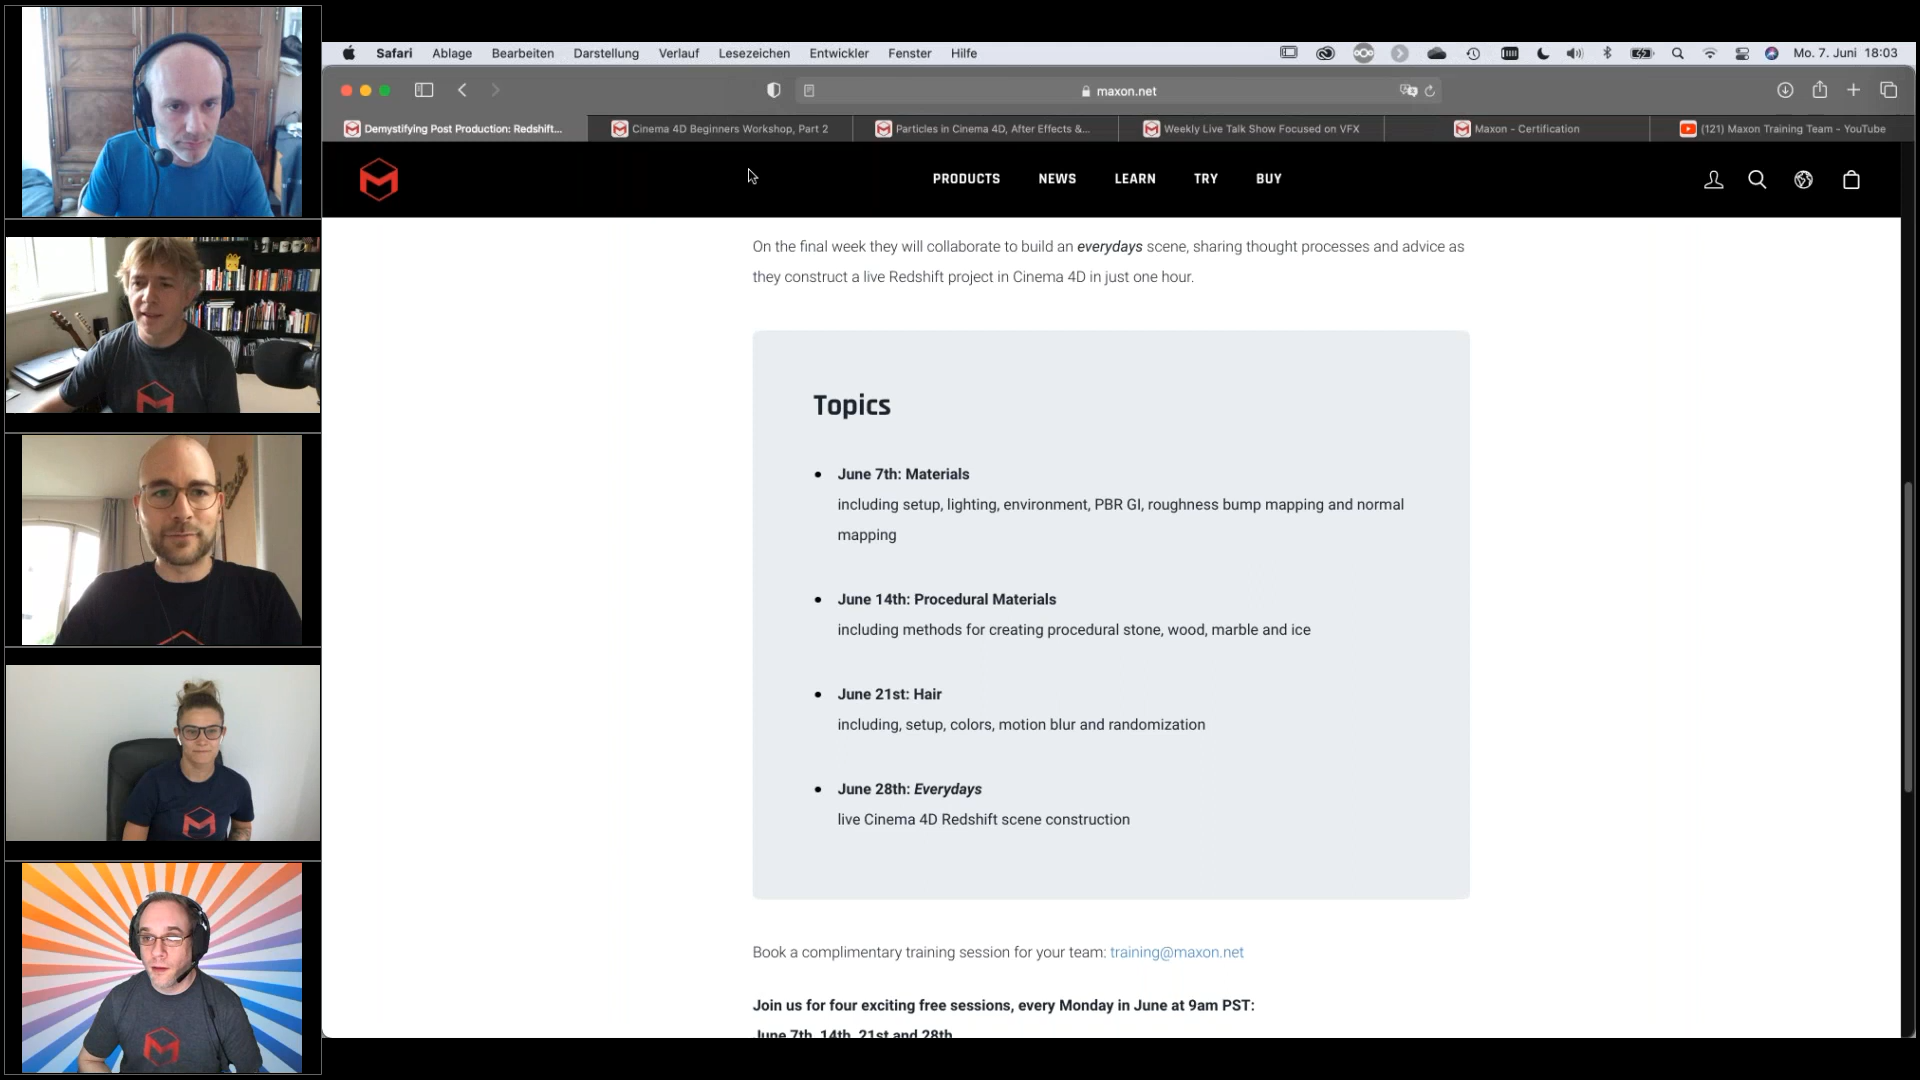 Safari Ablage Bearbeiten Darstellung Verlauf Lesezeichen Entwickler Fenster Hilfe Mo. 7. Juni 18:03
maxon.net
Demystifying Post Production: Redshift... Cinema 4D Beginners Workshop, Part 2 Particles in Cinema 4D, After Effects &... Weekly Live Talk Show Focused on VFX Maxon - Certification (121) Maxon Training Team - YouTube
PRODUCTS NEWS LEARN TRY BUY
On the final week they will collaborate to build an everydays scene, sharing thought processes and advice as
they construct a live Redshift project in Cinema 4D in just one hour.
Topics
• June 7th: Materials
including setup, lighting, environment, PBR GI, roughness bump mapping and normal
mapping
• June 14th: Procedural Materials
including methods for creating procedural stone, wood, marble and ice
• June 21st: Hair
including, setup, colors, motion blur and randomization
• June 28th: Everydays
live Cinema 4D Redshift scene construction
Book a complimentary training session for your team: training@maxon.net
Join us for four exciting free sessions, every Monday in June at 9am PST:
June 7th, 14th, 21st and 28th